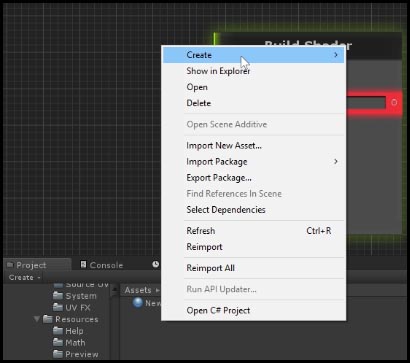 Build Shader
Create
Show in Explorer
Open
Delete
Open Scene Additive
Import New Asset...
Import Package
Export Package...
Find References In Scene
Select Dependencies
Refresh Ctrl+R
Reimport
Reimport All
Run API Updater...
Open C# Project
Project
Console
Create
Source UV
System
UV FX
Resources
Help
Math
Preview
Assets
New